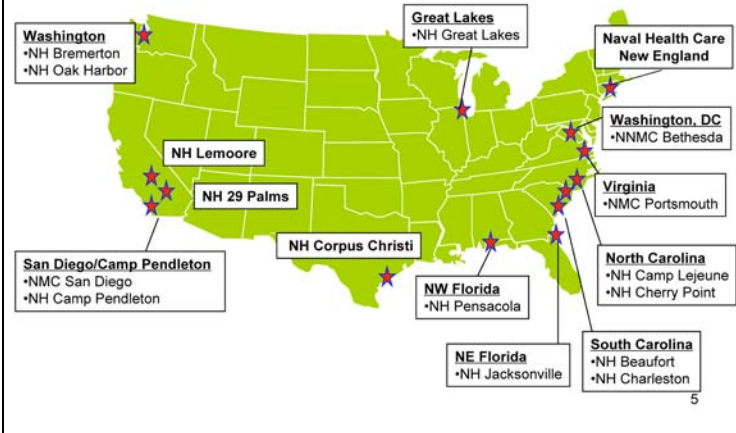 Washington
•NH Bremerton
•NH Oak Harbor
Great Lakes
•NH Great Lakes
Naval Health Care
New England
Washington, DC
•NNMC Bethesda
NH Lemoore
NH 29 Palms
Virginia
•NMC Portsmouth
San Diego/Camp Pendleton
•NMC San Diego
•NH Camp Pendleton
NH Corpus Christi
NW Florida
•NH Pensacola
North Carolina
•NH Camp Lejeune
•NH Cherry Point
NE Florida
•NH Jacksonville
South Carolina
•NH Beaufort
•NH Charleston
5